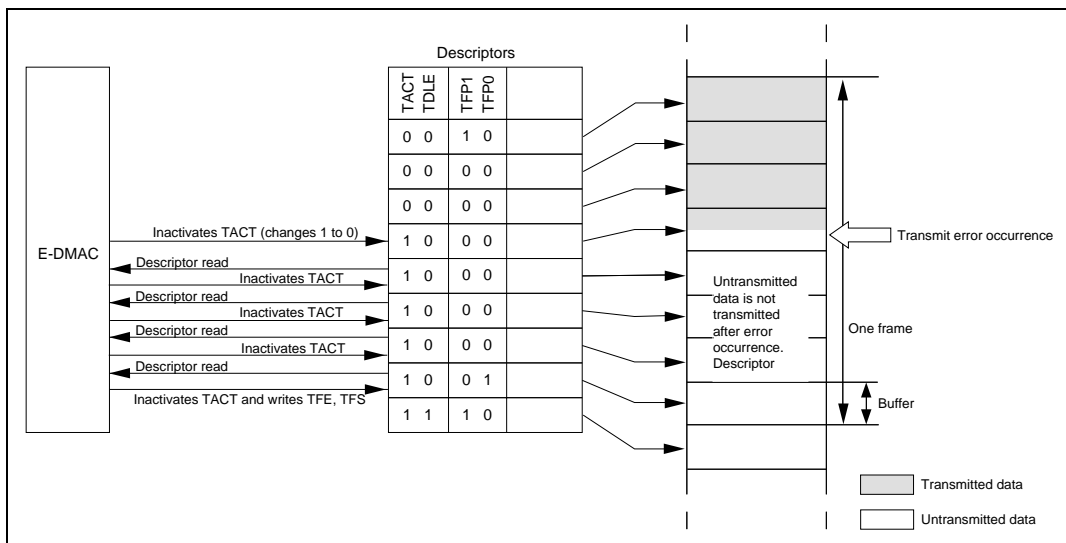 Descriptors
TACT TDLE TFP1 TFP0
0 0 1 0
0 0 0 0
0 0 0 0
1 0 0 0
1 0 0 0
1 0 0 0
1 0 0 0
1 0 0 1
1 1 1 0
E-DMAC
Inactivates TACT (changes 1 to 0)
Descriptor read
Inactivates TACT
Descriptor read
Inactivates TACT
Descriptor read
Inactivates TACT
Descriptor read
Inactivates TACT and writes TFE, TFS
Transmit error occurrence
Untransmitted
data is not
transmitted
after error
occurrence.
Descriptor
One frame
Buffer
Transmitted data
Untransmitted data